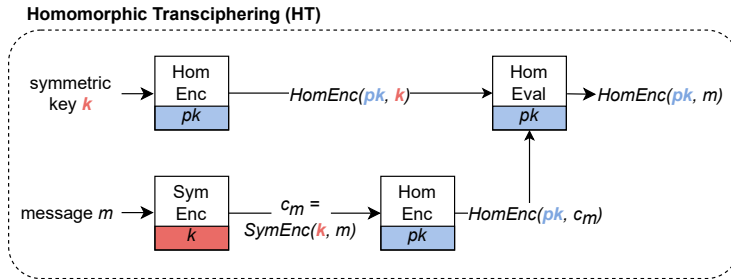 Homomorphic Transciphering (HT)
symmetric
key k
Hom
Enc
pk
HomEnc(pk, k)
Hom
Eval
pk
HomEnc(pk, m)
message m
Sym
Enc
k
c_m =
SymEnc(k, m)
Hom
Enc
pk
HomEnc(pk, c_m)